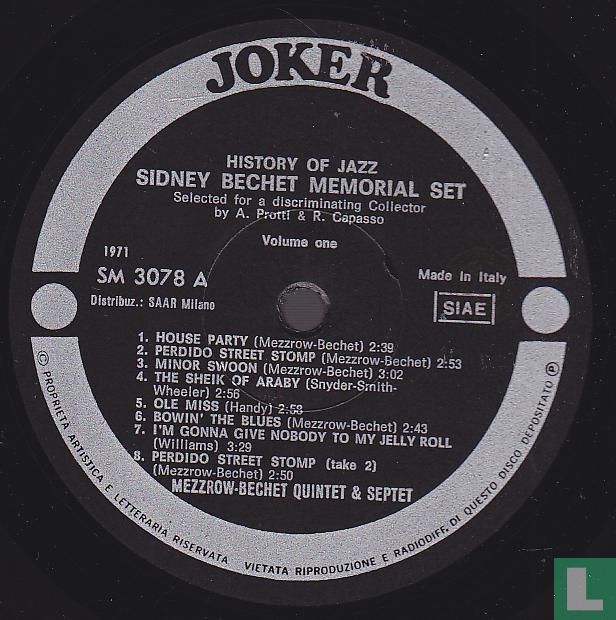 JOKER
HISTORY OF JAZZ
SIDNEY BECHET MEMORIAL SET
Selected for a discriminating Collector
by A. Protti & R. Capasso
Volume one
1971
SM 3078 A
Distribuz.: SAAR Milano
Made in Italy
SIAE
1. HOUSE PARTY (Mezzrow-Bechet) 2:39
2. PERDIDO STREET STOMP (Mezzrow-Bechet) 2:53
3. MINOR SWOON (Mezzrow-Bechet) 3:02
4. THE SHEIK OF ARABY (Snyder-Smith-
Wheeler) 2:56
5. OLE MISS (Handy) 2:58
6. BOWIN' THE BLUES (Mezzrow-Bechet) 2:43
7. I'M GONNA GIVE NOBODY TO MY JELLY ROLL
(Williams) 3:29
8. PERDIDO STREET STOMP (take 2)
(Mezzrow-Bechet) 2:50
MEZZROW-BECHET QUINTET & SEPTET
© PROPRIETA ARTISTICA E LETTERARIA RISERVATA VIETATA RIPRODUZIONE E RADIODIFF. DI QUESTO DISCO DEPOSITATO ℗
L